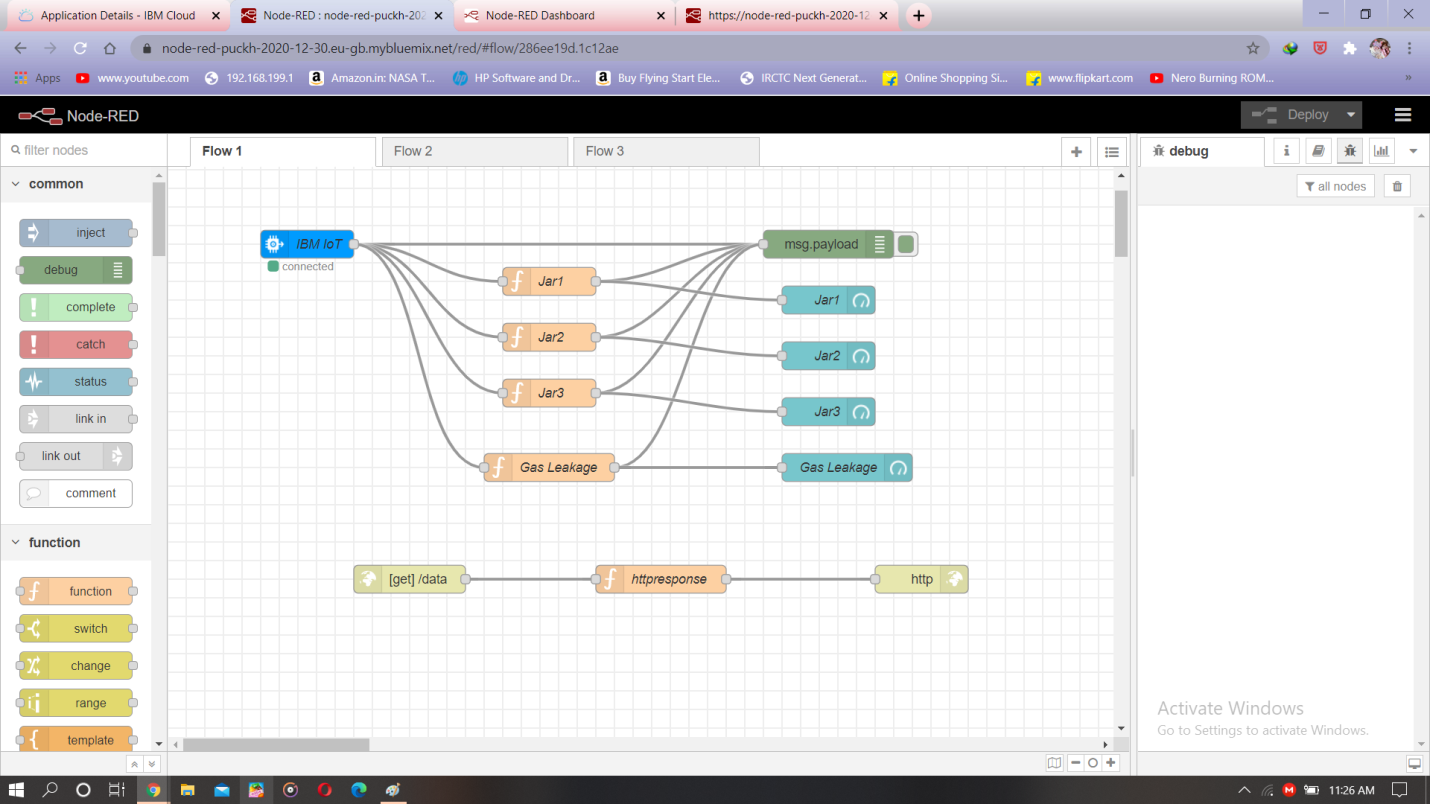 Application Details - IBM Cloud
Node-RED : node-red-puckh-202
Node-RED Dashboard
https://node-red-puckh-2020-12
node-red-puckh-2020-12-30.eu-gb.mybluemix.net/red/#flow/286ee19d.1c12ae
Apps
www.youtube.com
192.168.199.1
Amazon.in: NASA T...
HP Software and Dr...
Buy Flying Start Ele...
IRCTC Next Generat...
Online Shopping Si...
www.flipkart.com
Nero Burning ROM...
Node-RED
Deploy
filter nodes
Flow 1
Flow 2
Flow 3
debug
common
all nodes
inject
debug
complete
catch
status
link in
link out
comment
function
function
switch
change
range
template
IBM IoT
connected
msg.payload
Jar1
Jar1
Jar2
Jar2
Jar3
Jar3
Gas Leakage
Gas Leakage
[get] /data
httpresponse
http
Activate Windows
Go to Settings to activate Windows.
11:26 AM